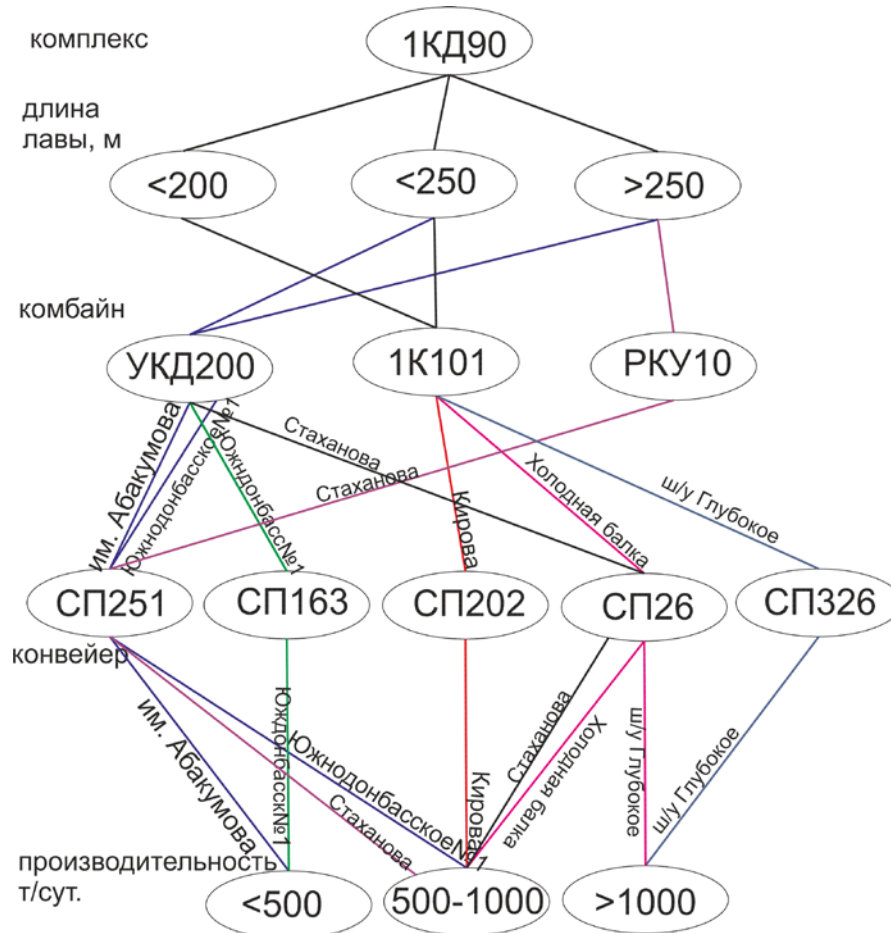 комплекс
1КД90
длина
лавы, м
<200
<250
>250
комбайн
УКД200
1К101
РКУ10
им. Абакумова
Южнодонбасское№1
Южндонбасс№1
Стаханова
Стаханова
Кирова
Холодная балка
ш/у Глубокое
СП251
СП163
СП202
СП26
СП326
конвейер
им. Абакумова
Юждонбасск№1
Южнодонбасское№1
Стаханова
Кирова
Стаханова
Холодная балка
ш/у Глубокое
ш/у Глубокое
производительность
т/сут.
<500
500-1000
>1000